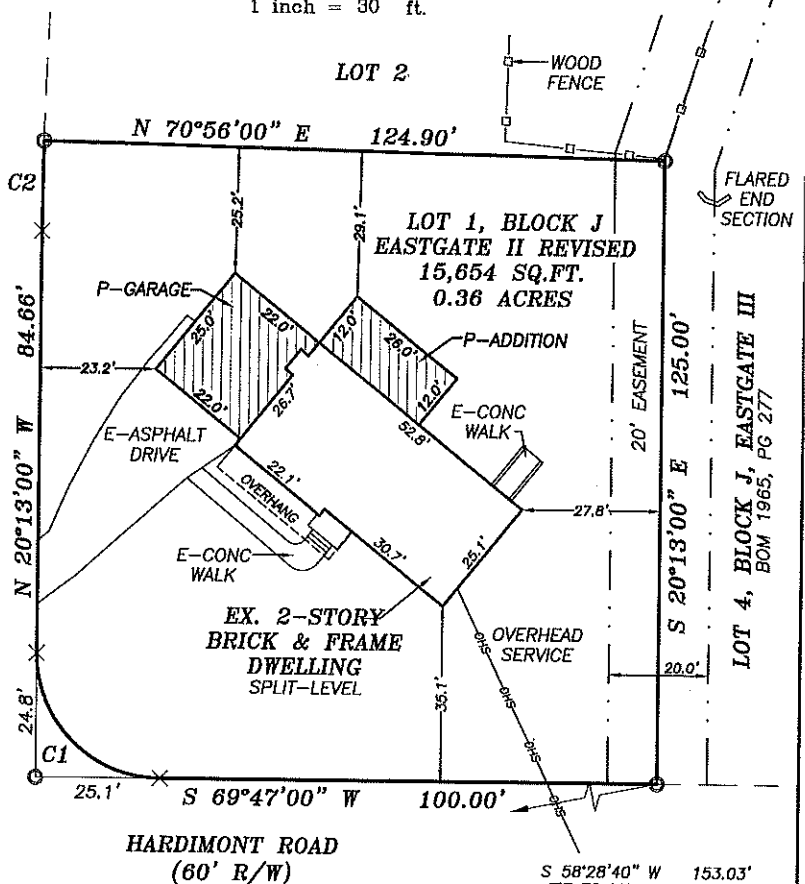 1 inch = 30 ft.
LOT 2
WOOD
FENCE
N 70°56'00" E 124.90'
C2
FLARED
END
SECTION
25.2'
29.1'
LOT 1, BLOCK J
EASTGATE II REVISED
15,654 SQ.FT.
0.36 ACRES
P-GARAGE
25.0'
22.0'
12.0'
26.0'
P-ADDITION
12.0'
84.66'
N 20°13'00" W
23.2'
22.0'
26.7'
52.8'
E-CONC
WALK
20' EASEMENT
125.00'
S 20°13'00" E
LOT 4, BLOCK J, EASTGATE III
BOM 1965, PG 277
E-ASPHALT
DRIVE
22.1'
OVERHANG
27.8'
E-CONC
WALK
30.7'
25.1'
EX. 2-STORY
BRICK & FRAME
DWELLING
SPLIT-LEVEL
OVERHEAD
SERVICE
OHS
OHS
OHS
OHS
35.1'
20.0'
24.8'
C1
25.1'
S 69°47'00" W 100.00'
HARDIMONT ROAD
(60' R/W)
S 58°28'40" W 153.03'